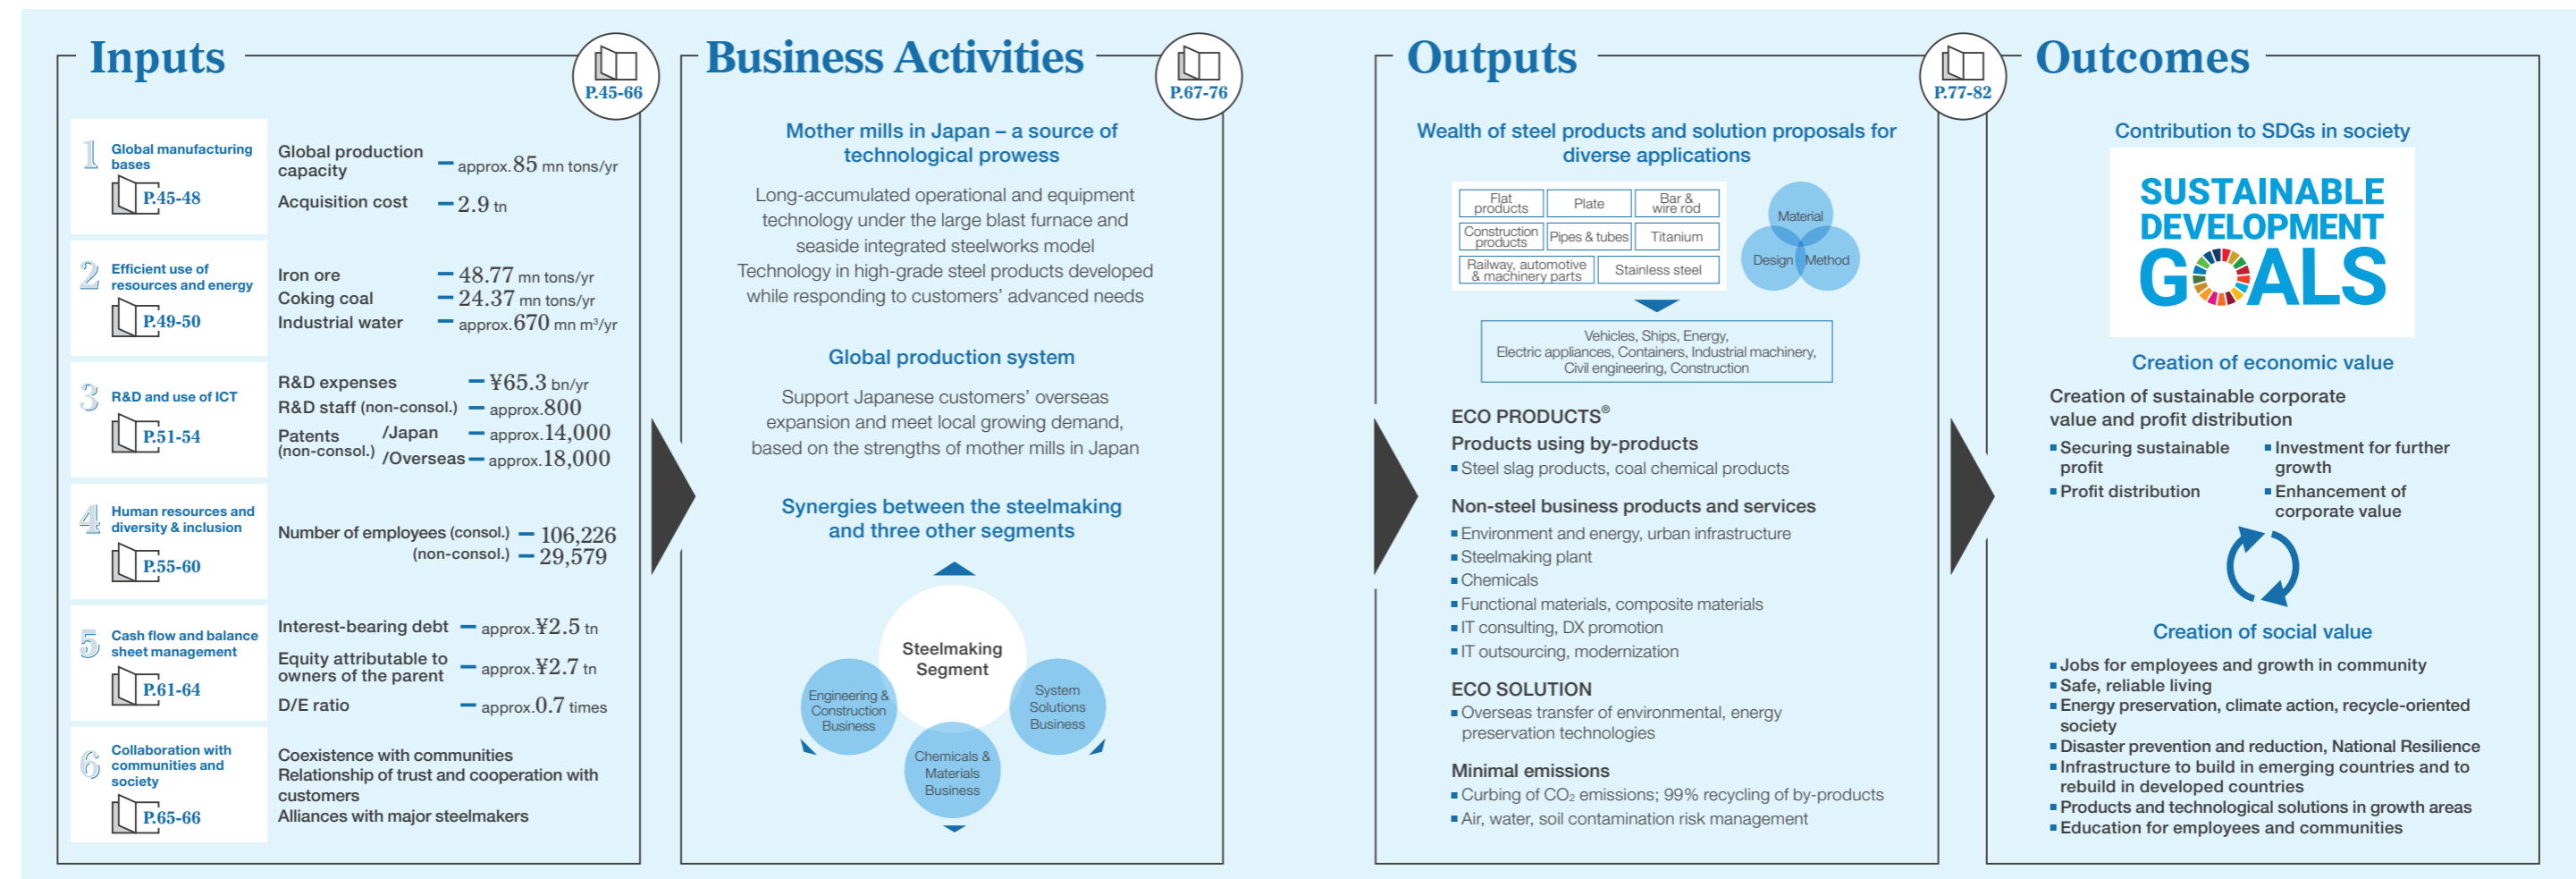 Inputs
P.45-66
1
Global manufacturing
bases
P.45-48
Global production
capacity
approx.85 mn tons/yr
Acquisition cost
2.9 tn
2
Efficient use of
resources and energy
P.49-50
Iron ore
48.77 mn tons/yr
Coking coal
24.37 mn tons/yr
Industrial water
approx.670 mn m³/yr
3
R&D and use of ICT
P.51-54
R&D expenses
¥65.3 bn/yr
R&D staff (non-consol.)
approx.800
Patents
(non-consol.)
/Japan
approx.14,000
/Overseas
approx.18,000
4
Human resources and
diversity & inclusion
P.55-60
Number of employees (consol.)
106,226
(non-consol.)
29,579
5
Cash flow and balance
sheet management
P.61-64
Interest-bearing debt
approx.¥2.5 tn
Equity attributable to
owners of the parent
approx.¥2.7 tn
D/E ratio
approx.0.7 times
6
Collaboration with
communities and
society
P.65-66
Coexistence with communities
Relationship of trust and cooperation with
customers
Alliances with major steelmakers
Business Activities
P.67-76
Mother mills in Japan – a source of
technological prowess
Long-accumulated operational and equipment
technology under the large blast furnace and
seaside integrated steelworks model
Technology in high-grade steel products developed
while responding to customers' advanced needs
Global production system
Support Japanese customers' overseas
expansion and meet local growing demand,
based on the strengths of mother mills in Japan
Synergies between the steelmaking
and three other segments
Steelmaking
Segment
Engineering &
Construction
Business
Chemicals &
Materials
Business
System
Solutions
Business
Outputs
P.77-82
Wealth of steel products and solution proposals for
diverse applications
Flat
products
Plate
Bar &
wire rod
Construction
products
Pipes & tubes
Titanium
Railway, automotive
& machinery parts
Stainless steel
Material
Design
Method
Vehicles, Ships, Energy,
Electric appliances, Containers, Industrial machinery,
Civil engineering, Construction
ECO PRODUCTS®
Products using by-products
Steel slag products, coal chemical products
Non-steel business products and services
Environment and energy, urban infrastructure
Steelmaking plant
Chemicals
Functional materials, composite materials
IT consulting, DX promotion
IT outsourcing, modernization
ECO SOLUTION
Overseas transfer of environmental, energy
preservation technologies
Minimal emissions
Curbing of CO₂ emissions; 99% recycling of by-products
Air, water, soil contamination risk management
Outcomes
Contribution to SDGs in society
SUSTAINABLE
DEVELOPMENT
GOALS
Creation of economic value
Creation of sustainable corporate
value and profit distribution
Securing sustainable
profit
Profit distribution
Investment for further
growth
Enhancement of
corporate value
Creation of social value
Jobs for employees and growth in community
Safe, reliable living
Energy preservation, climate action, recycle-oriented
society
Disaster prevention and reduction, National Resilience
Infrastructure to build in emerging countries and to
rebuild in developed countries
Products and technological solutions in growth areas
Education for employees and communities